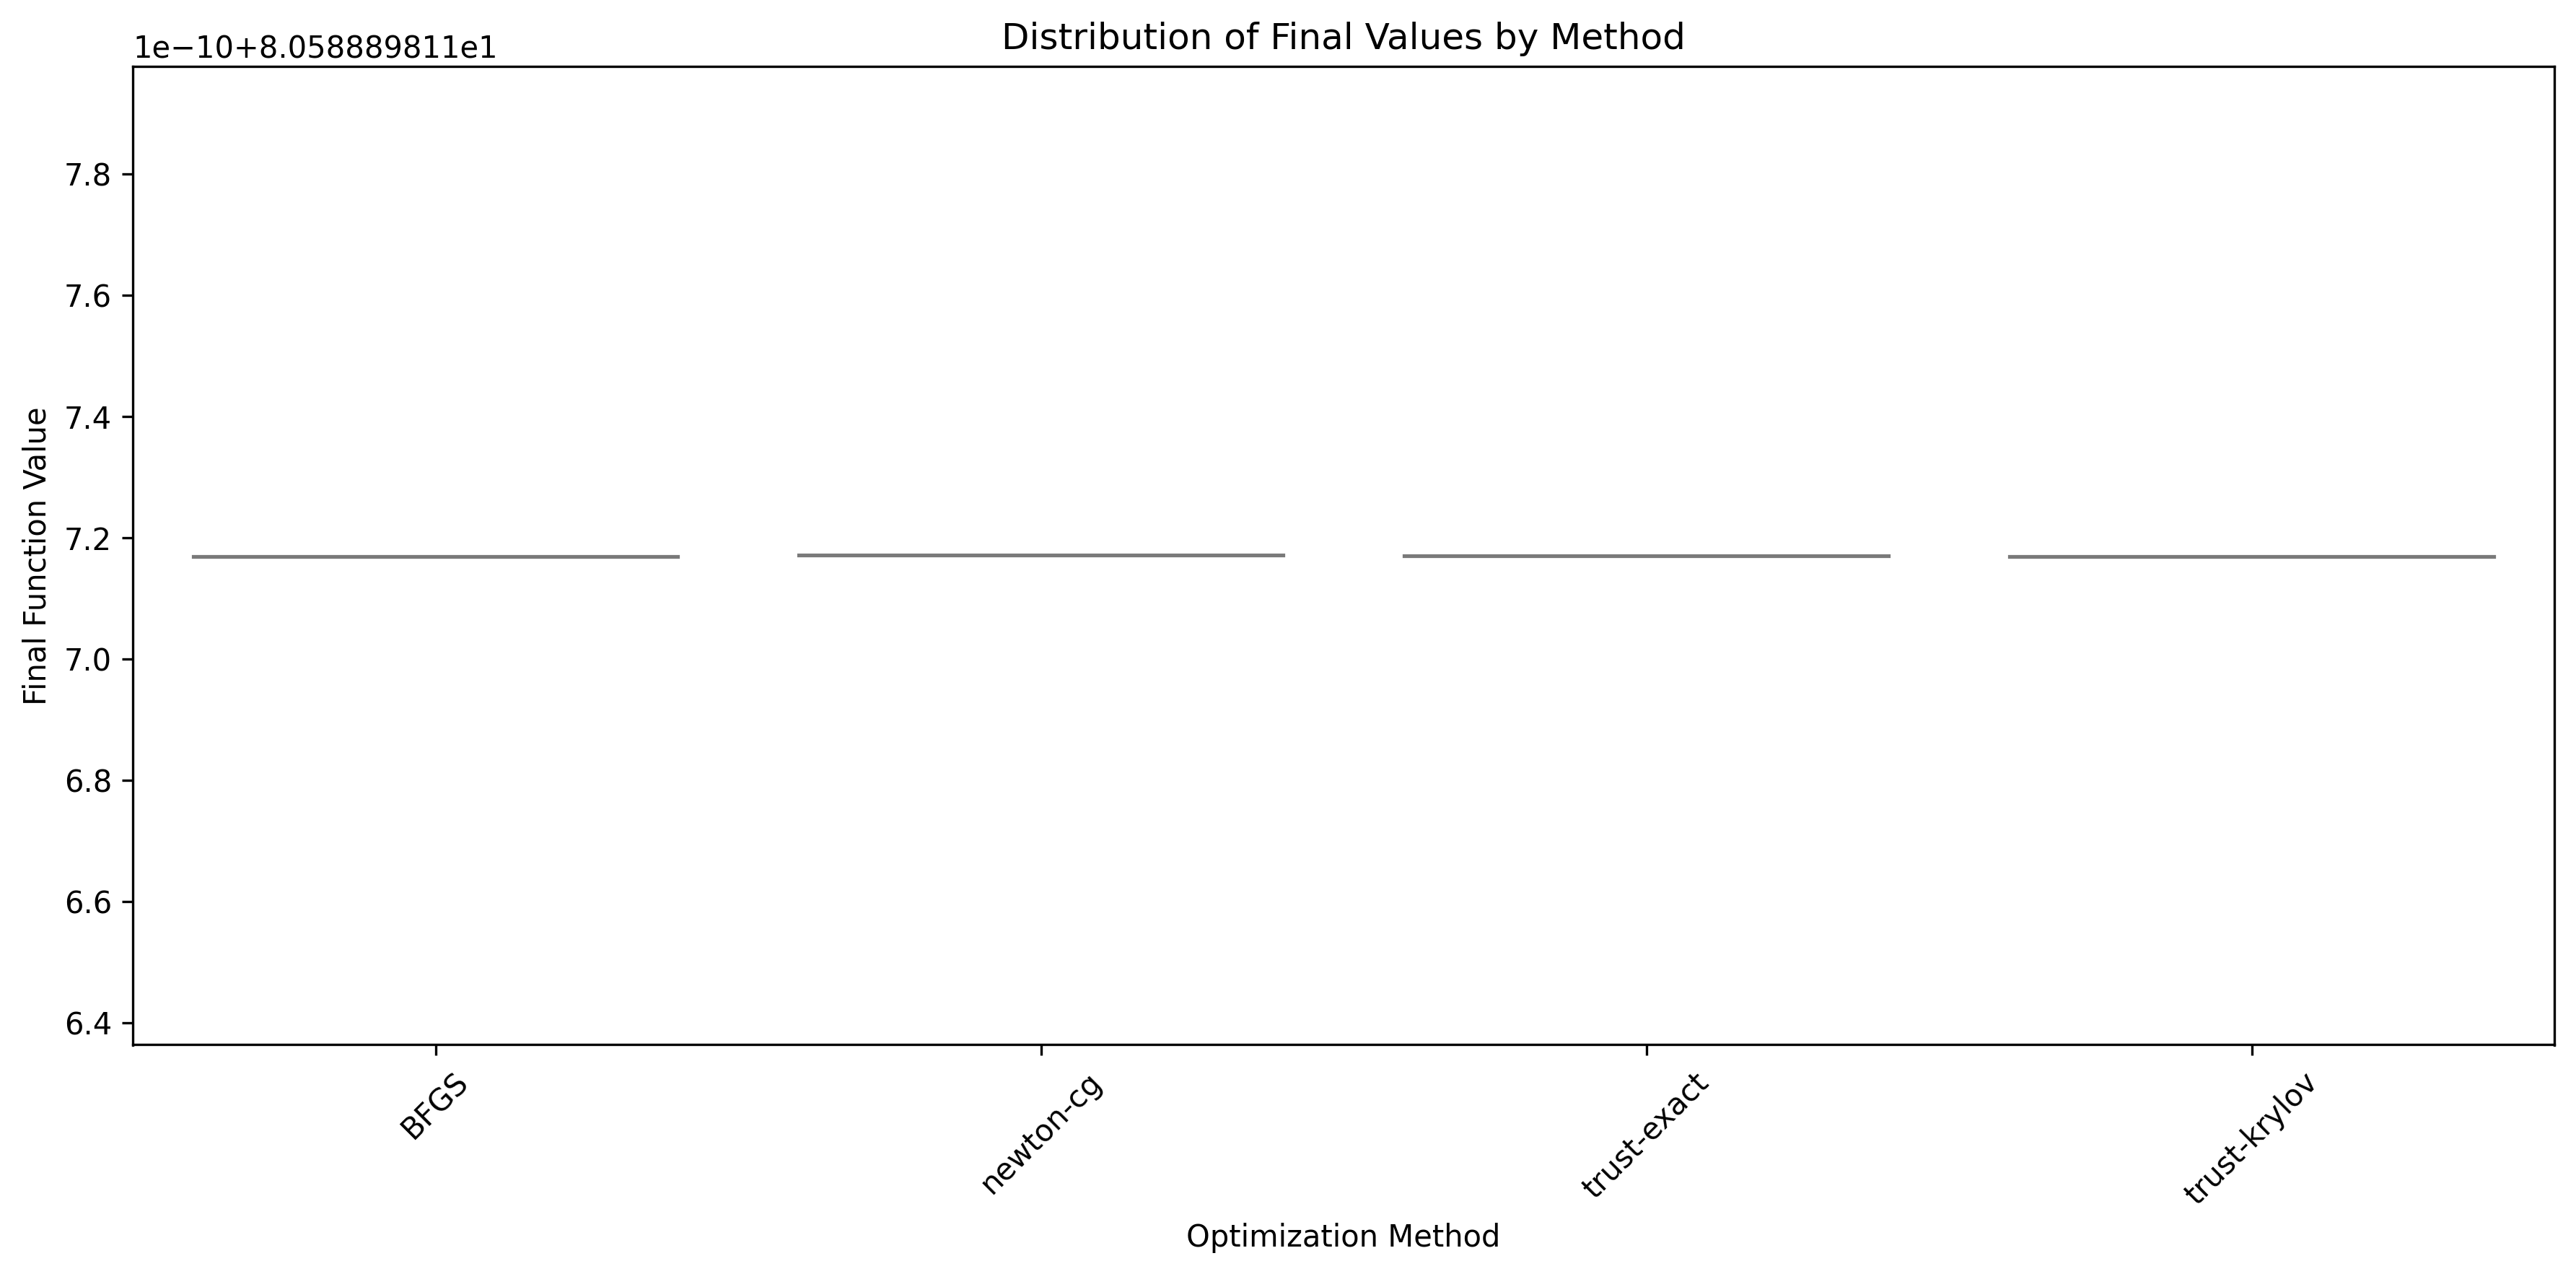 Distribution of Final Values by Method
1e−10+8.058889811e1
7.8
7.6
7.4
7.2
7.0
6.8
6.6
6.4
Final Function Value
BFGS
newton-cg
trust-exact
trust-krylov
Optimization Method